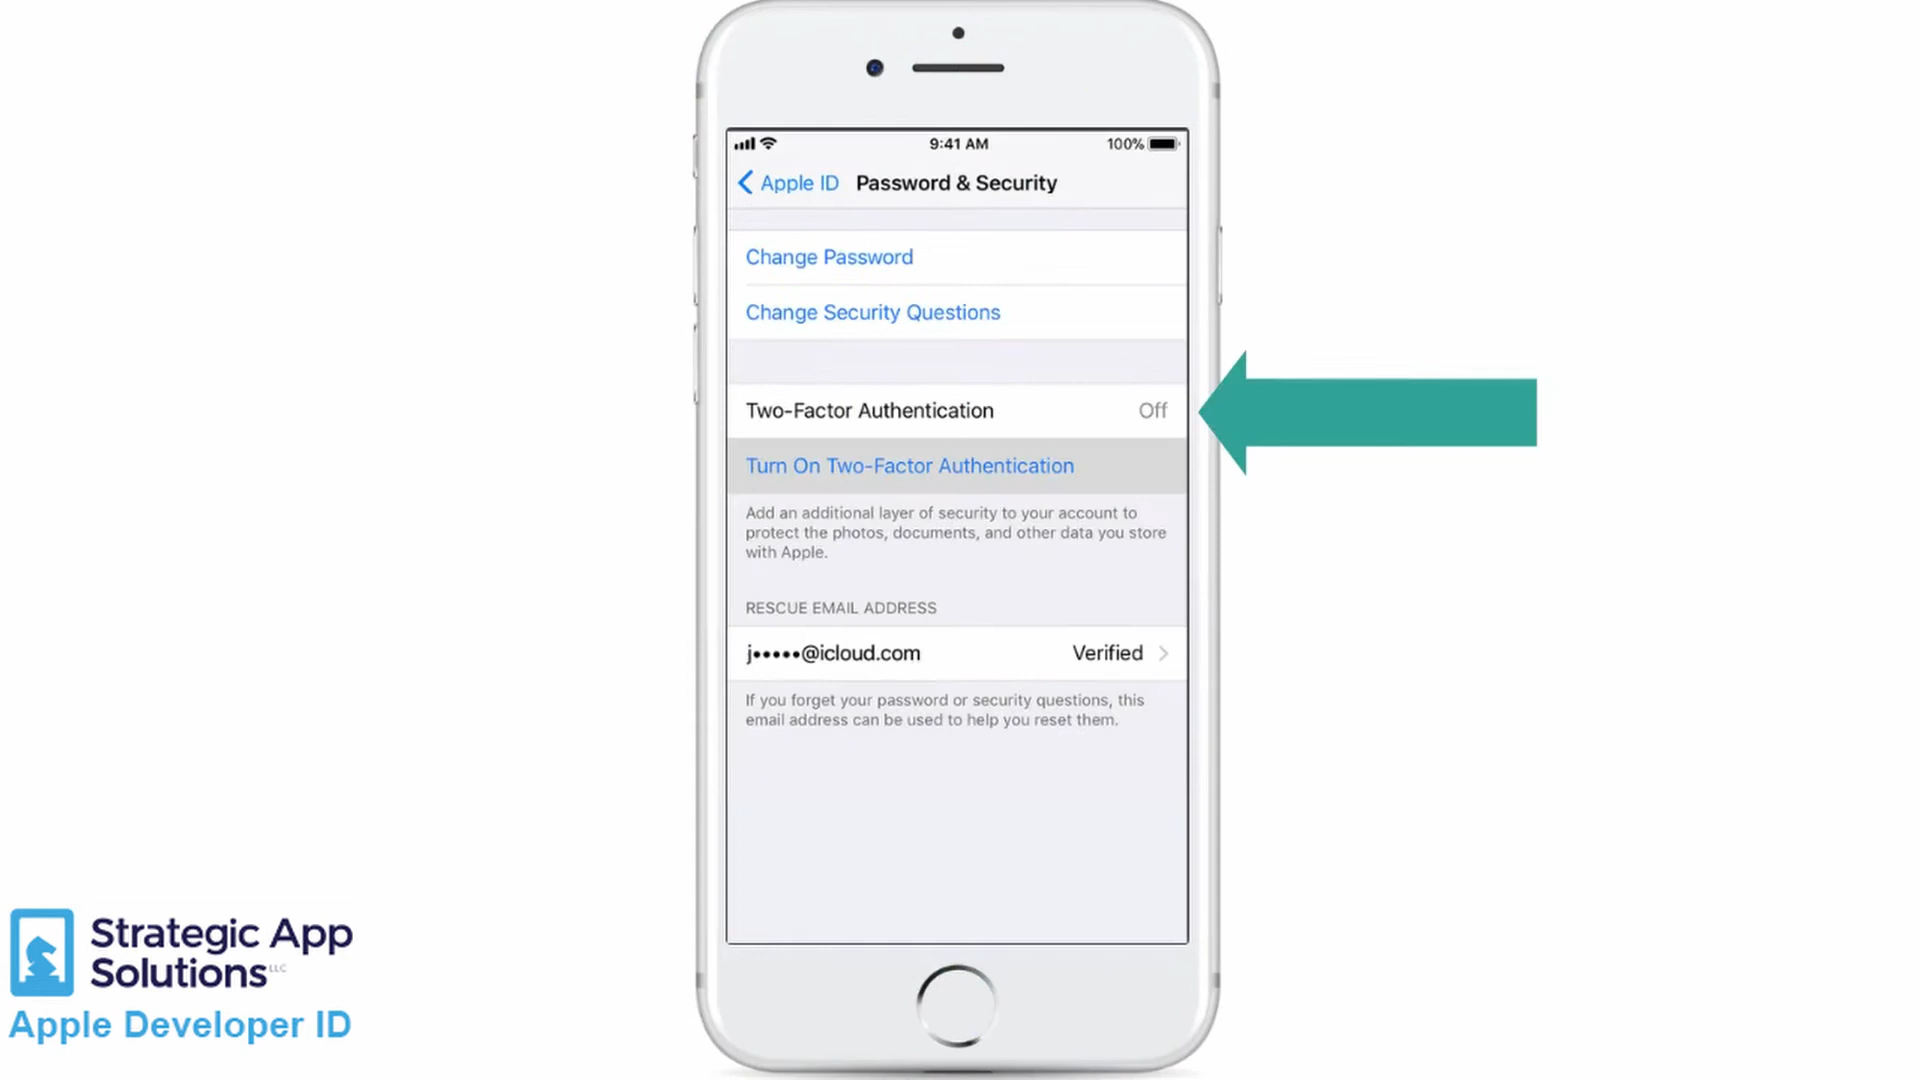 9:41 AM
100%
Apple ID
Password & Security
Change Password
Change Security Questions
Two-Factor Authentication
Off
Turn On Two-Factor Authentication
Add an additional layer of security to your account to
protect the photos, documents, and other data you store
with Apple.
RESCUE EMAIL ADDRESS
j•••••@icloud.com
Verified
If you forget your password or security questions, this
email address can be used to help you reset them.
Strategic App
Solutions LLC
Apple Developer ID